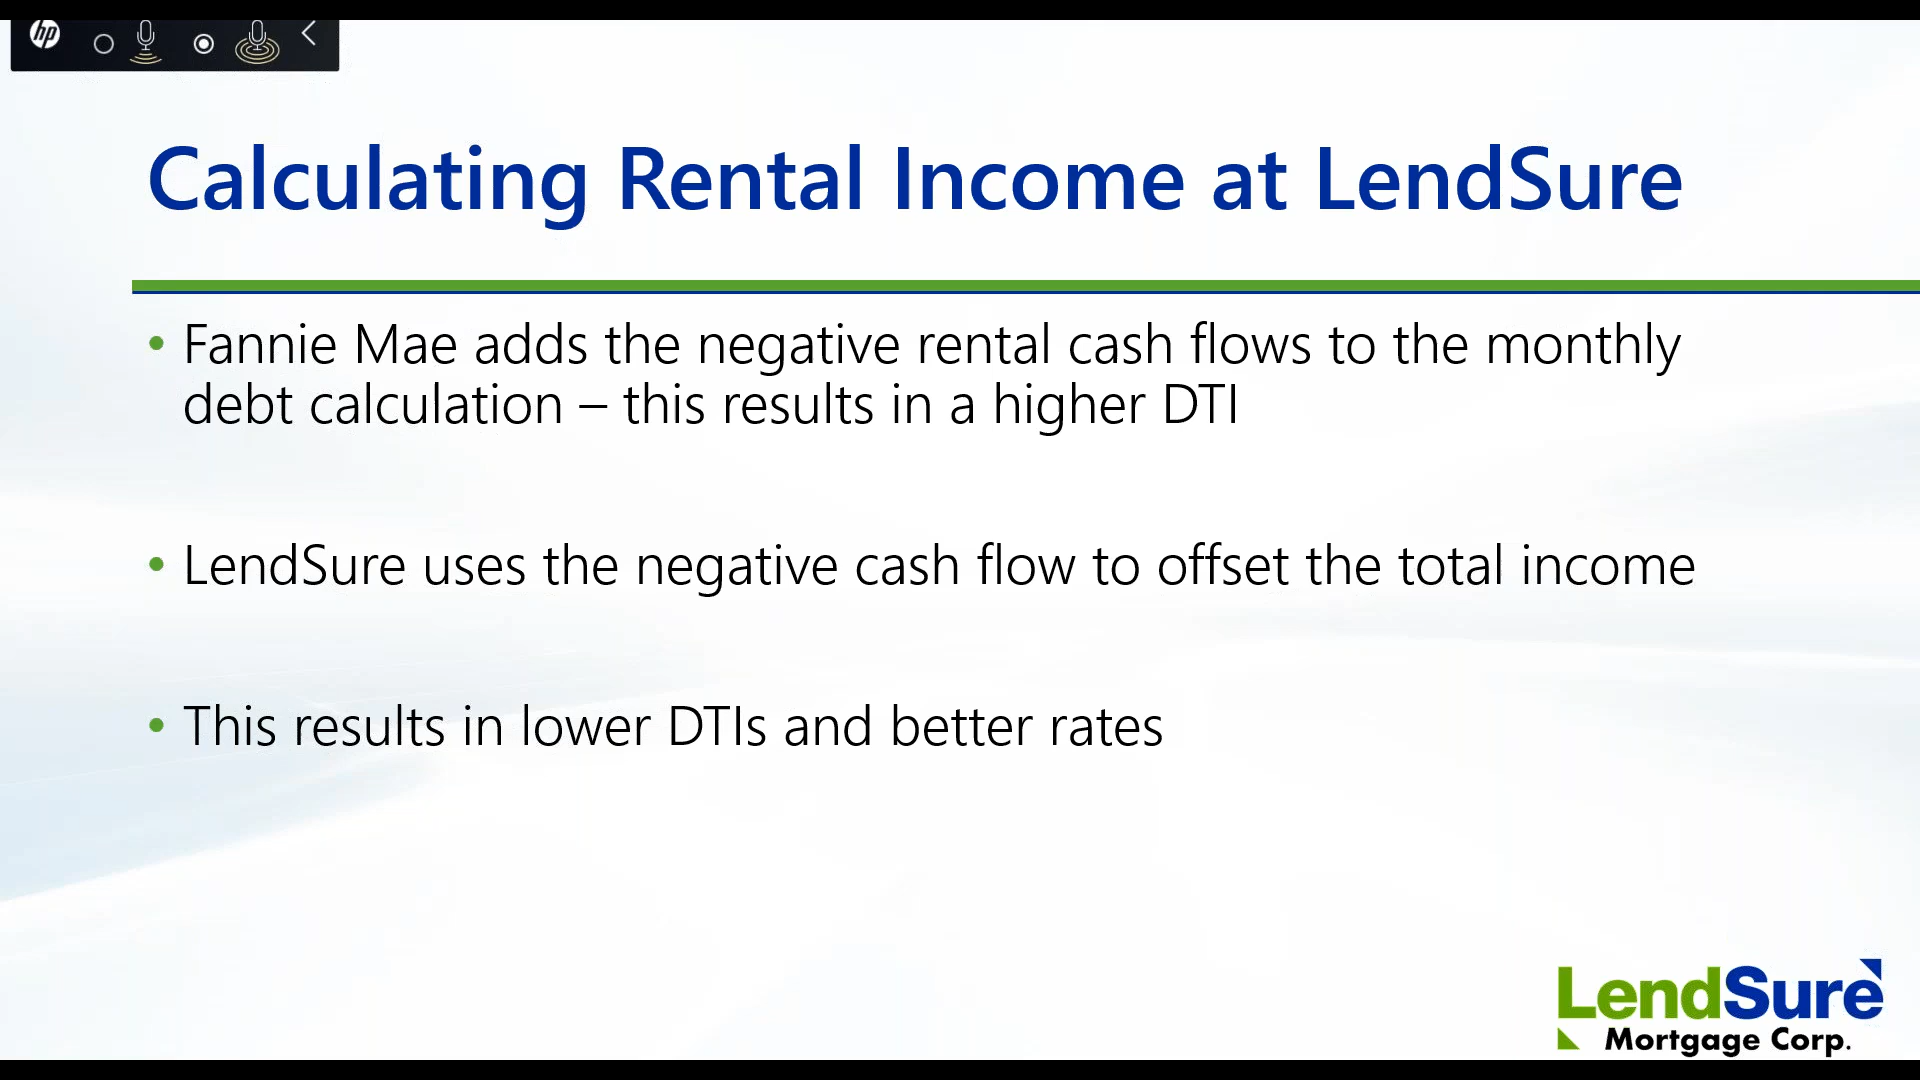 hp
Calculating Rental Income at LendSure
• Fannie Mae adds the negative rental cash flows to the monthly
debt calculation – this results in a higher DTI
• LendSure uses the negative cash flow to offset the total income
• This results in lower DTIs and better rates
LendSure
Mortgage Corp.